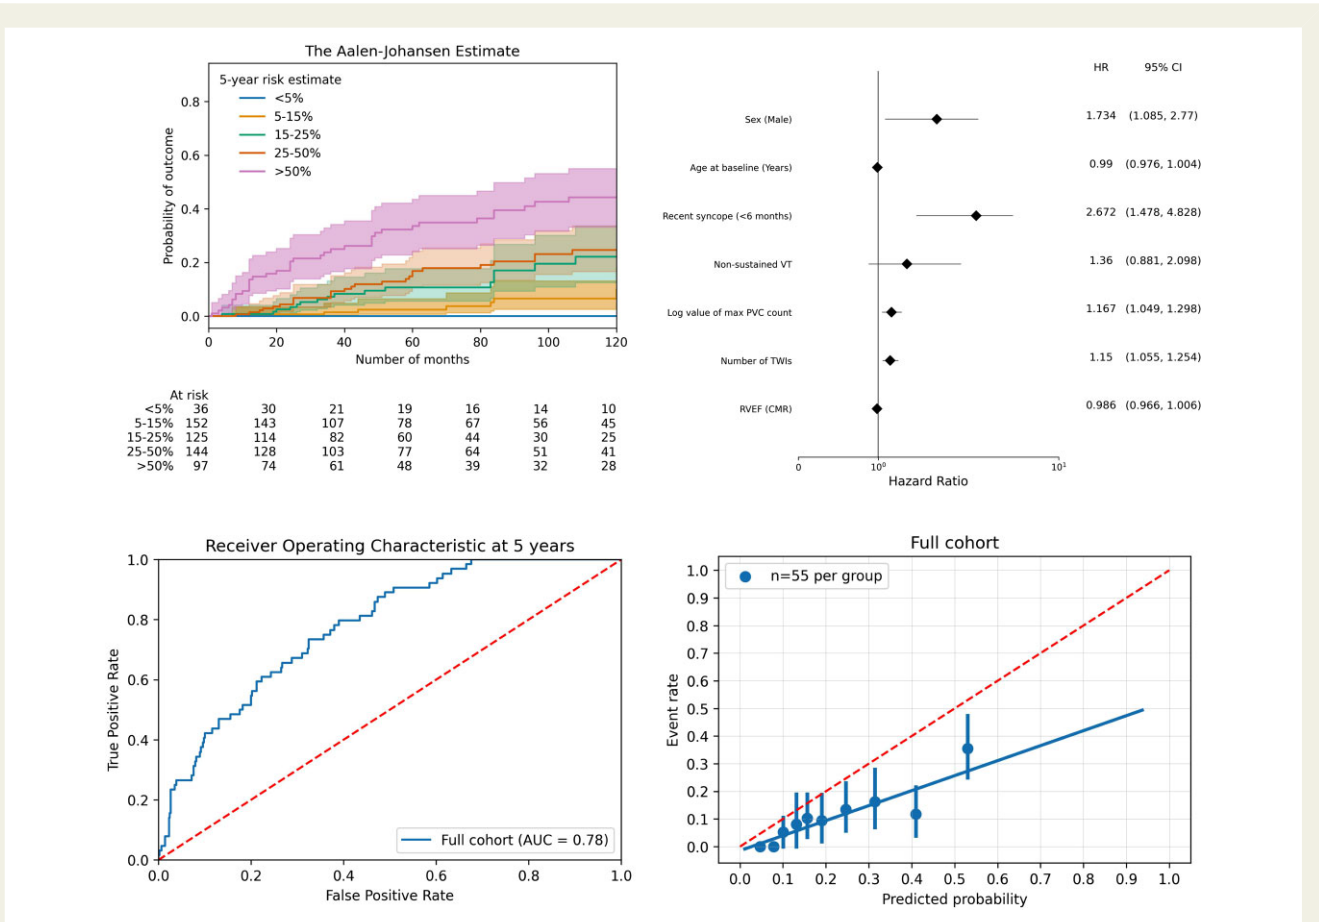 The Aalen-Johansen Estimate
5-year risk estimate
<5%
5-15%
15-25%
25-50%
>50%
Probability of outcome
0.8
0.6
0.4
0.2
0.0
0 20 40 60 80 100 120
Number of months
At risk
<5% 36 30 21 19 16 14 10
5-15% 152 143 107 78 67 56 45
15-25% 125 114 82 60 44 30 25
25-50% 144 128 103 77 64 51 41
>50% 97 74 61 48 39 32 28
HR 95% CI
Sex (Male) 1.734 (1.085, 2.77)
Age at baseline (Years) 0.99 (0.976, 1.004)
Recent syncope (<6 months) 2.672 (1.478, 4.828)
Non-sustained VT 1.36 (0.881, 2.098)
Log value of max PVC count 1.167 (1.049, 1.298)
Number of TWIs 1.15 (1.055, 1.254)
RVEF (CMR) 0.986 (0.966, 1.006)
0 10⁰ 10¹
Hazard Ratio
Receiver Operating Characteristic at 5 years
True Positive Rate
1.0
0.8
0.6
0.4
0.2
0.0
Full cohort (AUC = 0.78)
0.0 0.2 0.4 0.6 0.8 1.0
False Positive Rate
Full cohort
n=55 per group
Event rate
1.0
0.9
0.8
0.7
0.6
0.5
0.4
0.3
0.2
0.1
0.0
0.0 0.1 0.2 0.3 0.4 0.5 0.6 0.7 0.8 0.9 1.0
Predicted probability